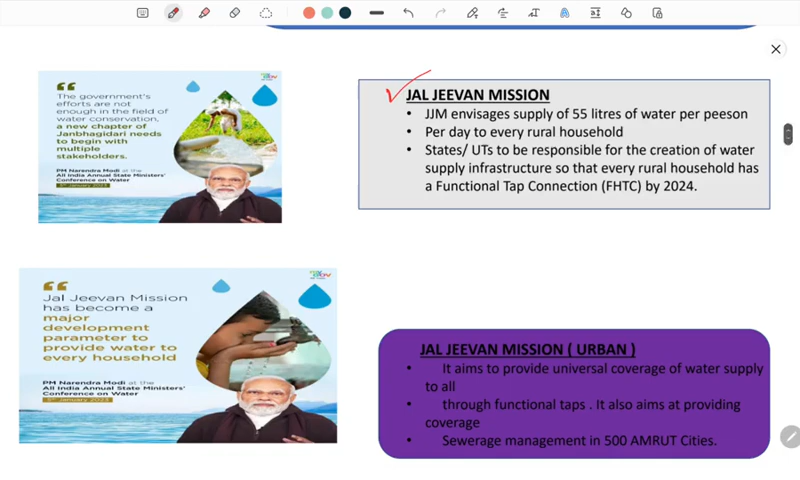 The government's
efforts are not
enough in the field of
water conservation,
a new chapter of
Janbhagidari needs
to begin with
multiple
stakeholders.
PM Narendra Modi at the
All India Annual State Ministers'
Conference on Water
5th January 2023
JAL JEEVAN MISSION
• JJM envisages supply of 55 litres of water per peeson
• Per day to every rural household
• States/ UTs to be responsible for the creation of water
supply infrastructure so that every rural household has
a Functional Tap Connection (FHTC) by 2024.
Jal Jeevan Mission
has become a
major
development
parameter to
provide water to
every household
PM Narendra Modi at the
All India Annual State Ministers'
Conference on Water
5th January 2023
JAL JEEVAN MISSION ( URBAN )
• It aims to provide universal coverage of water supply
to all
• through functional taps . It also aims at providing
coverage
• Sewerage management in 500 AMRUT Cities.